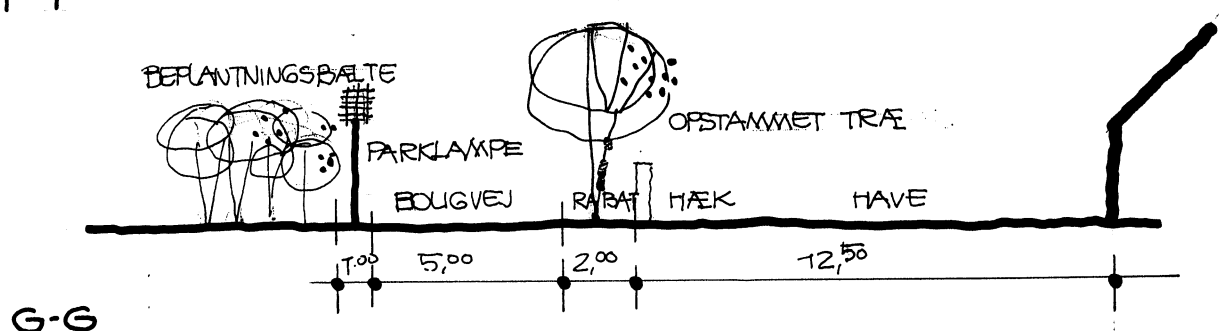 BEPLANTNINGSBÆLTE
OPSTAMMET TRÆ
PARKLAMPE
BOLIGVEJ RABAT HÆK HAVE
1.00 5,00 2,00 12,50
G-G